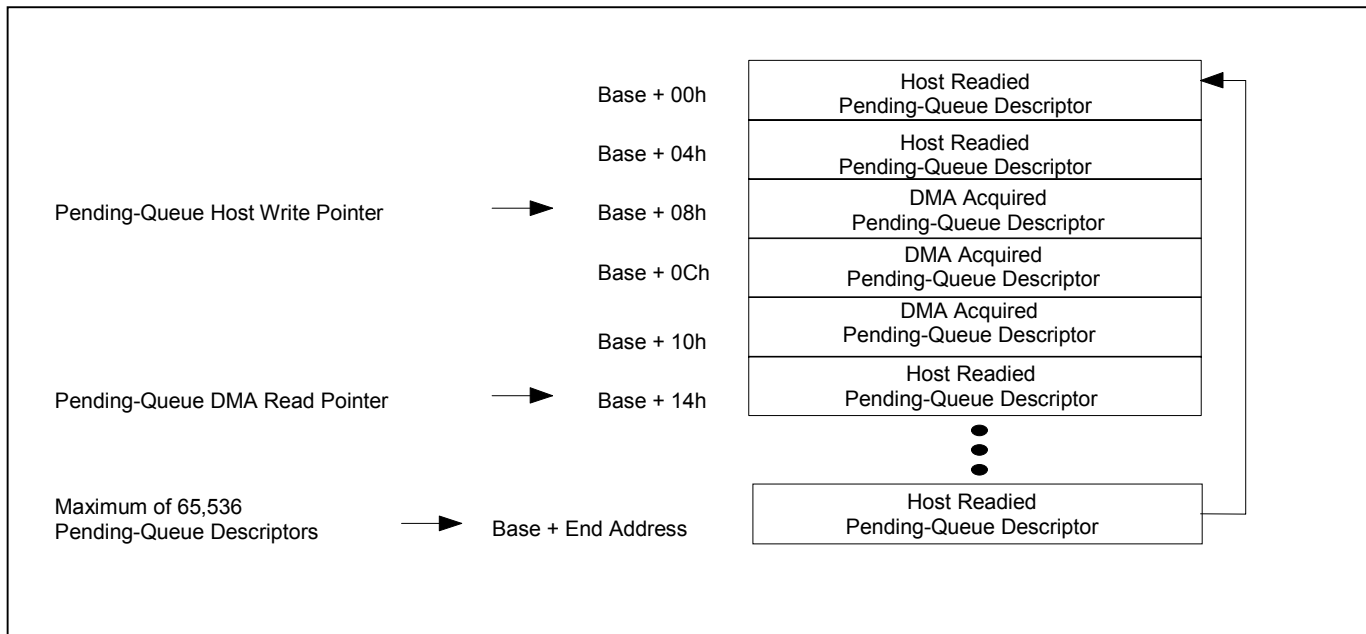 Base + 00h
Host Readied
Pending-Queue Descriptor
Base + 04h
Host Readied
Pending-Queue Descriptor
Pending-Queue Host Write Pointer
Base + 08h
DMA Acquired
Pending-Queue Descriptor
Base + 0Ch
DMA Acquired
Pending-Queue Descriptor
Base + 10h
DMA Acquired
Pending-Queue Descriptor
Pending-Queue DMA Read Pointer
Base + 14h
Host Readied
Pending-Queue Descriptor
Maximum of 65,536
Pending-Queue Descriptors
Base + End Address
Host Readied
Pending-Queue Descriptor